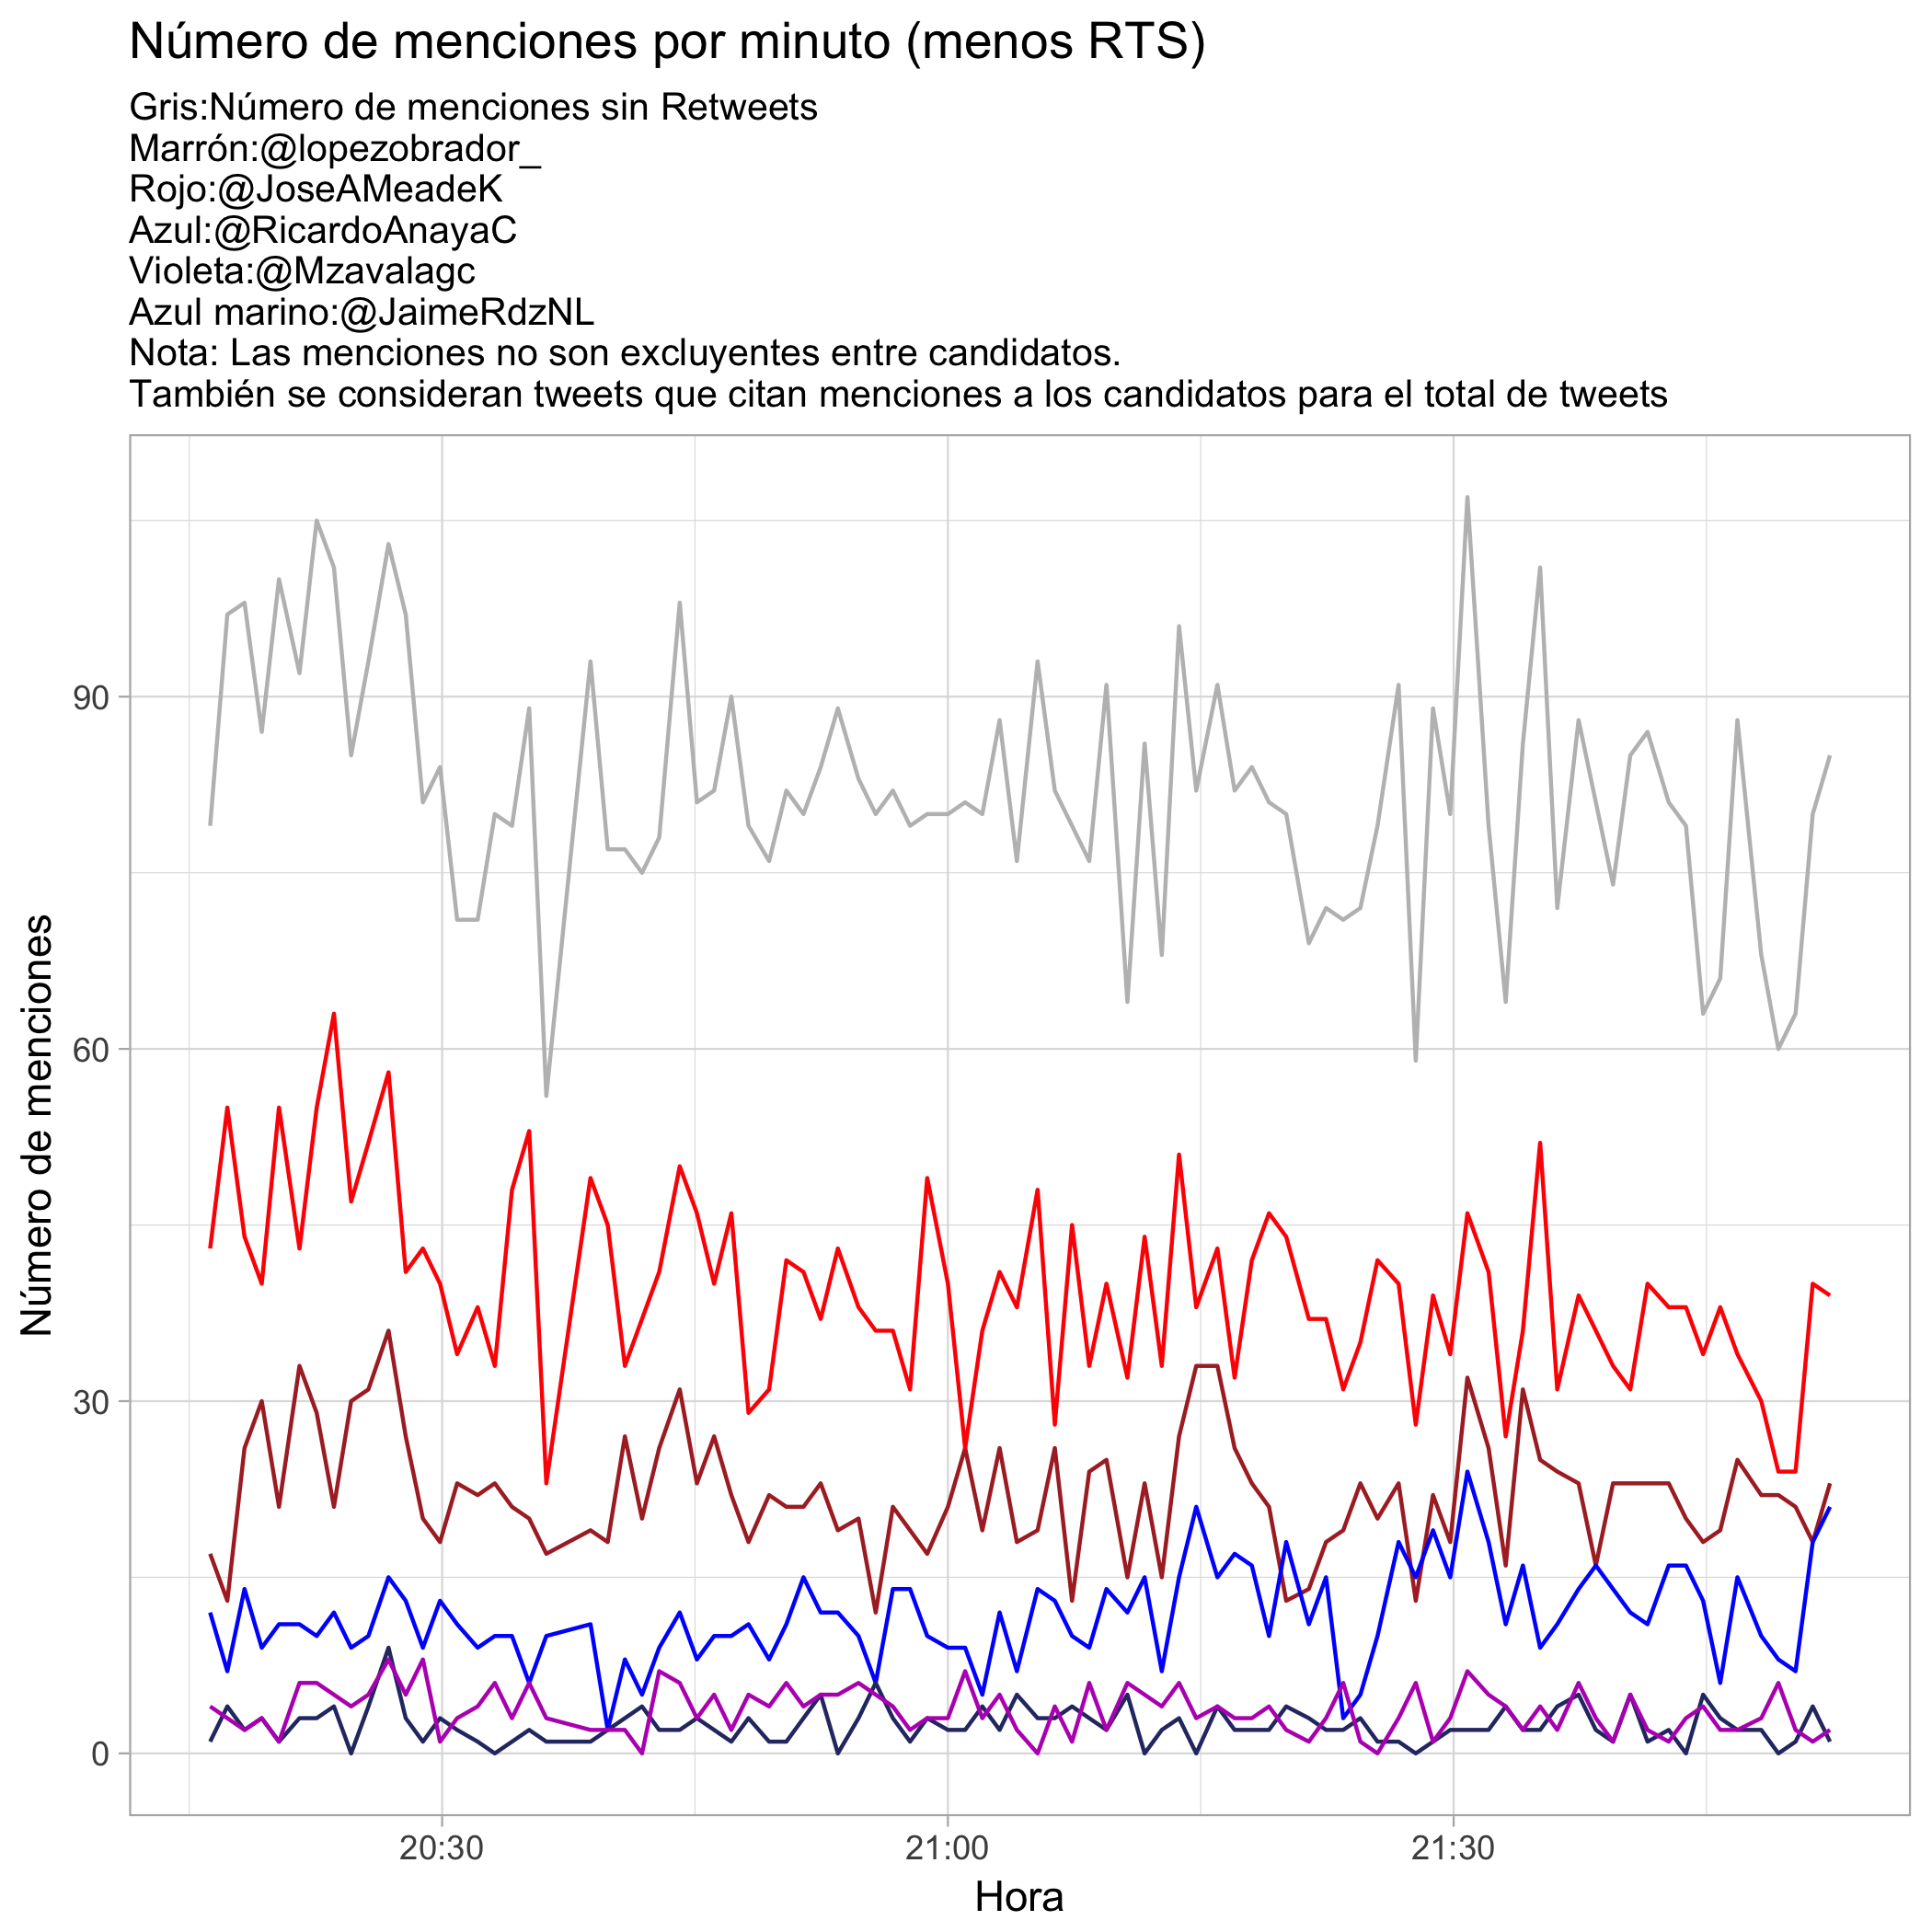 Número de menciones por minuto (menos RTS)
Gris:Número de menciones sin Retweets
Marrón:@lopezobrador_
Rojo:@JoseAMeadeK
Azul:@RicardoAnayaC
Violeta:@Mzavalagc
Azul marino:@JaimeRdzNL
Nota: Las menciones no son excluyentes entre candidatos.
También se consideran tweets que citan menciones a los candidatos para el total de tweets
Número de menciones
90
60
30
0
20:30
21:00
21:30
Hora